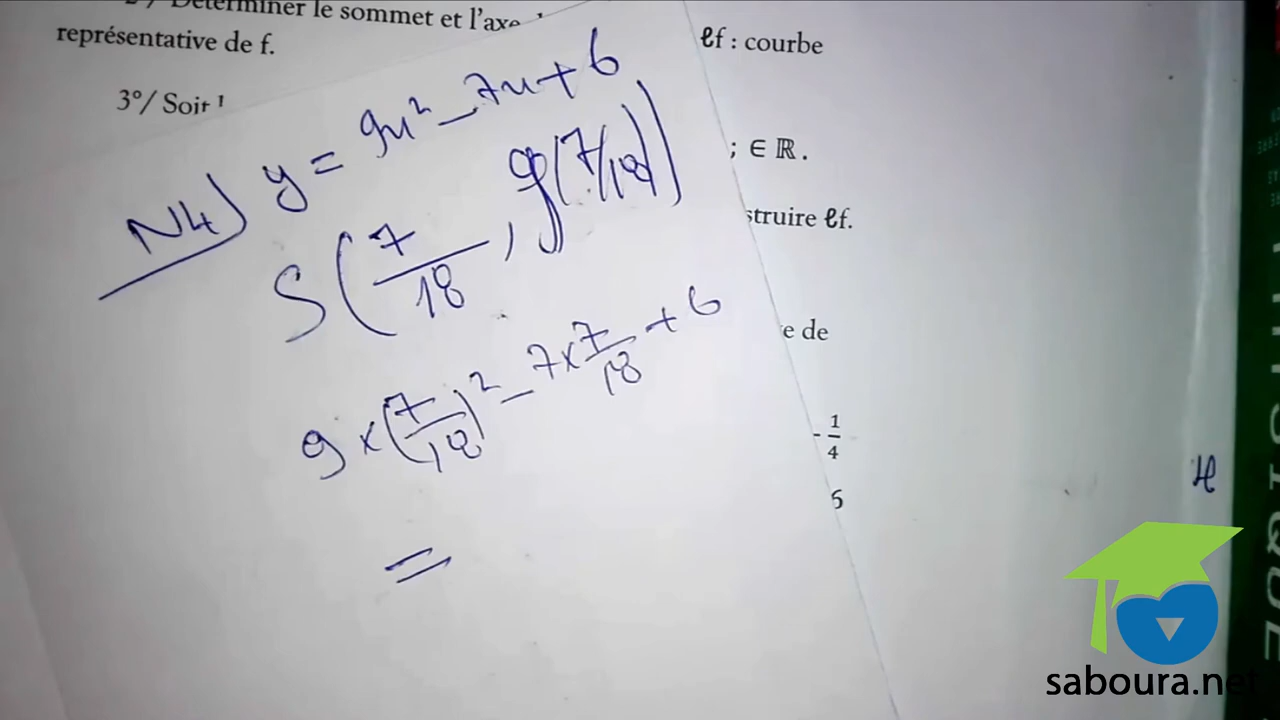 Déterminer le sommet et l'axe
représentative de f.
ℓf : courbe
3°/ Soit
; ∈ ℝ.
struire ℓf.
e de
- 1/4
5
N4) y = 9x² - 7x + 6
S(7/18, g(7/18))
9 × (7/18)² - 7 × 7/18 + 6
=
saboura.net